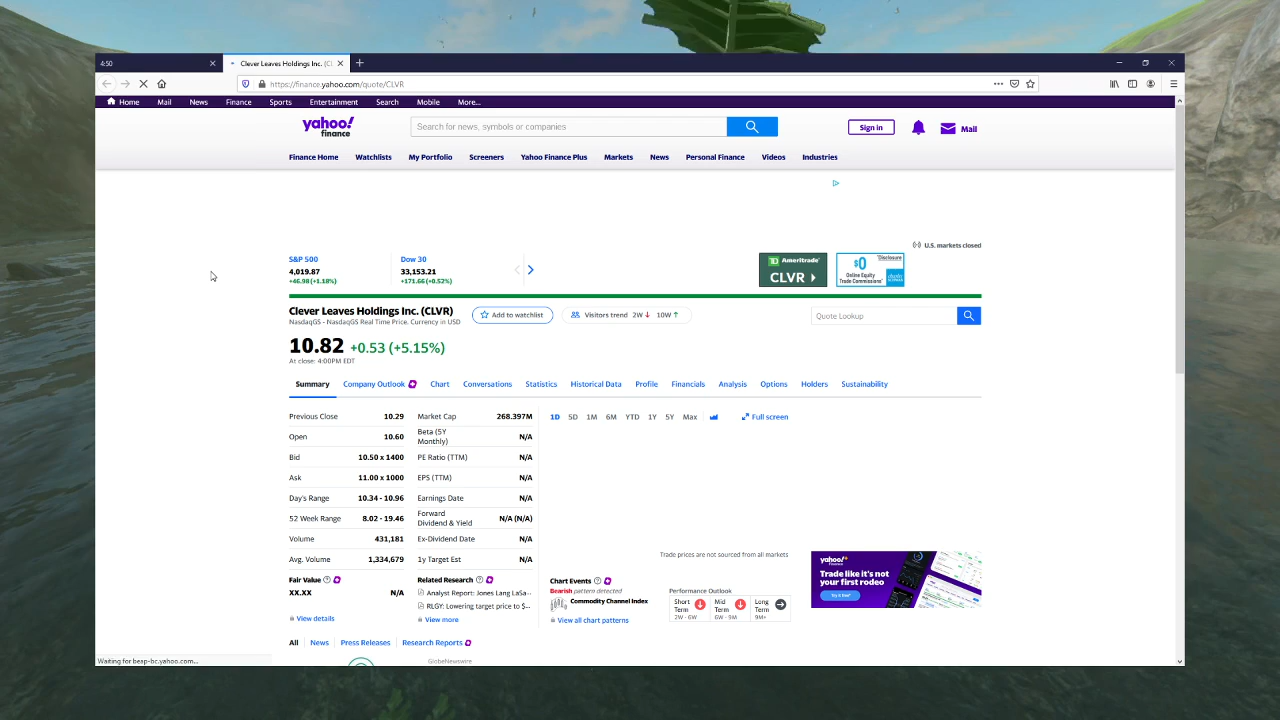 4:50
Clever Leaves Holdings Inc. (CL
https://finance.yahoo.com/quote/CLVR
Home Mail News Finance Sports Entertainment Search Mobile More...
yahoo!
finance
Search for news, symbols or companies
Sign in
Mail
Finance Home Watchlists My Portfolio Screeners Yahoo Finance Plus Markets News Personal Finance Videos Industries
U.S. markets closed
S&P 500
4,019.87
+46.98 (+1.18%)
Dow 30
33,153.21
+171.66 (+0.52%)
TD Ameritrade
CLVR
Disclosure
$0
Online Equity
Trade Commissions
Clever Leaves Holdings Inc. (CLVR)
NasdaqGS - NasdaqGS Real Time Price. Currency in USD
Add to watchlist
Visitors trend 2W 10W
Quote Lookup
10.82 +0.53 (+5.15%)
At close: 4:00PM EDT
Summary Company Outlook Chart Conversations Statistics Historical Data Profile Financials Analysis Options Holders Sustainability
Previous Close 10.29
Open 10.60
Bid 10.50 x 1400
Ask 11.00 x 1000
Day's Range 10.34 - 10.96
52 Week Range 8.02 - 19.46
Volume 431,181
Avg. Volume 1,334,679
Market Cap 268.397M
Beta (5Y
Monthly) N/A
PE Ratio (TTM) N/A
EPS (TTM) N/A
Earnings Date N/A
Forward
Dividend & Yield N/A (N/A)
Ex-Dividend Date N/A
1y Target Est N/A
1D 5D 1M 6M YTD 1Y 5Y Max
Full screen
Trade prices are not sourced from all markets
Fair Value
XX.XX N/A
View details
Related Research
Analyst Report: Jones Lang LaSa...
RLGY: Lowering target price to $...
View more
Chart Events
Bearish pattern detected
Commodity Channel Index
View all chart patterns
Performance Outlook
Short
Term
2W - 6W
Mid
Term
6W - 9M
Long
Term
9M+
yahoo!
finance
Trade like it's not
your first rodeo
Try it free*
All News Press Releases Research Reports
GlobeNewswire
Waiting for beap-bc.yahoo.com...